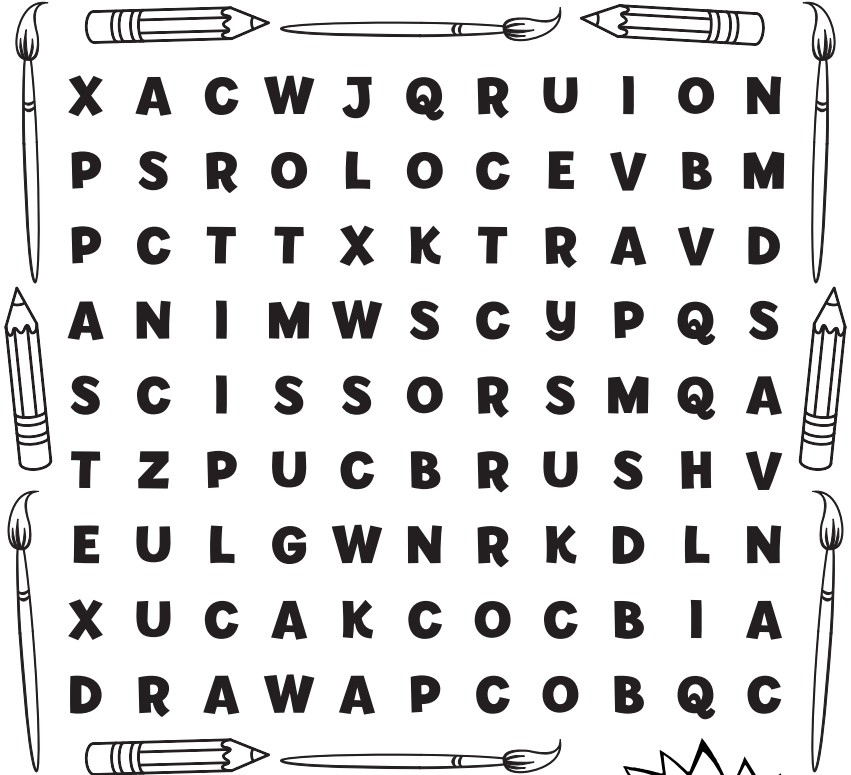 X A C W J Q R U I O N
P S R O L O C E V B M
P C T T X K T R A V D
A N I M W S C Y P Q S
S C I S S O R S M Q A
T Z P U C B R U S H V
E U L G W N R K D L N
X U C A K C O C B I A
D R A W A P C O B Q C